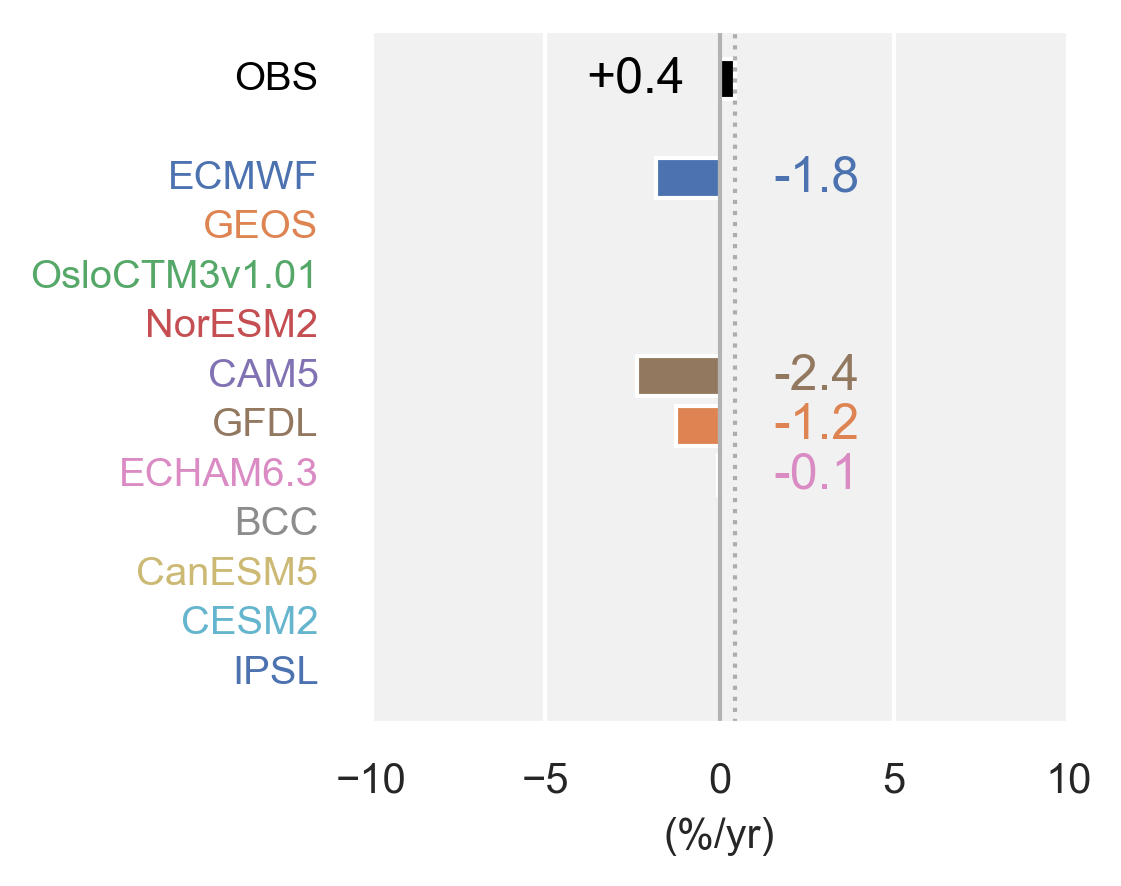 OBS +0.4
ECMWF -1.8
GEOS
OsloCTM3v1.01
NorESM2
CAM5 -2.4
GFDL -1.2
ECHAM6.3 -0.1
BCC
CanESM5
CESM2
IPSL
−10 −5 0 5 10
(%/yr)